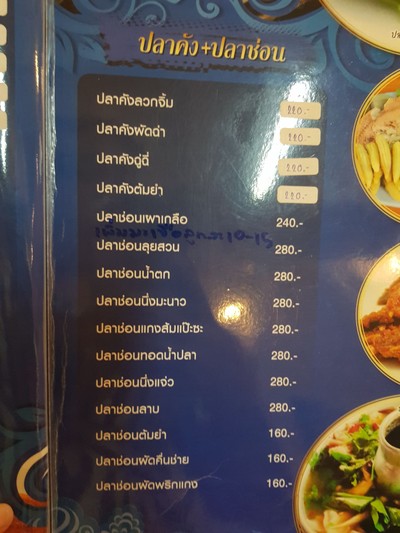 ปลาคัง+ปลาช่อน
ปลาคังลวกจิ้ม 220.-
ปลาคังผัดฉ่า 220.-
ปลาคังฉู่ฉี่ 220.-
ปลาคังต้มยำ 220.-
ปลาช่อนเผาเกลือ 240.-
ปลาช่อนลุยสวน 280.-
ปลาช่อนน้ำตก 280.-
ปลาช่อนนึ่งมะนาว 280.-
ปลาช่อนแกงส้มแป๊ะซะ 280.-
ปลาช่อนทอดน้ำปลา 280.-
ปลาช่อนนึ่งแจ่ว 280.-
ปลาช่อนลาบ 280.-
ปลาช่อนต้มยำ 160.-
ปลาช่อนผัดคื่นช่าย 160.-
ปลาช่อนผัดพริกแกง 160.-